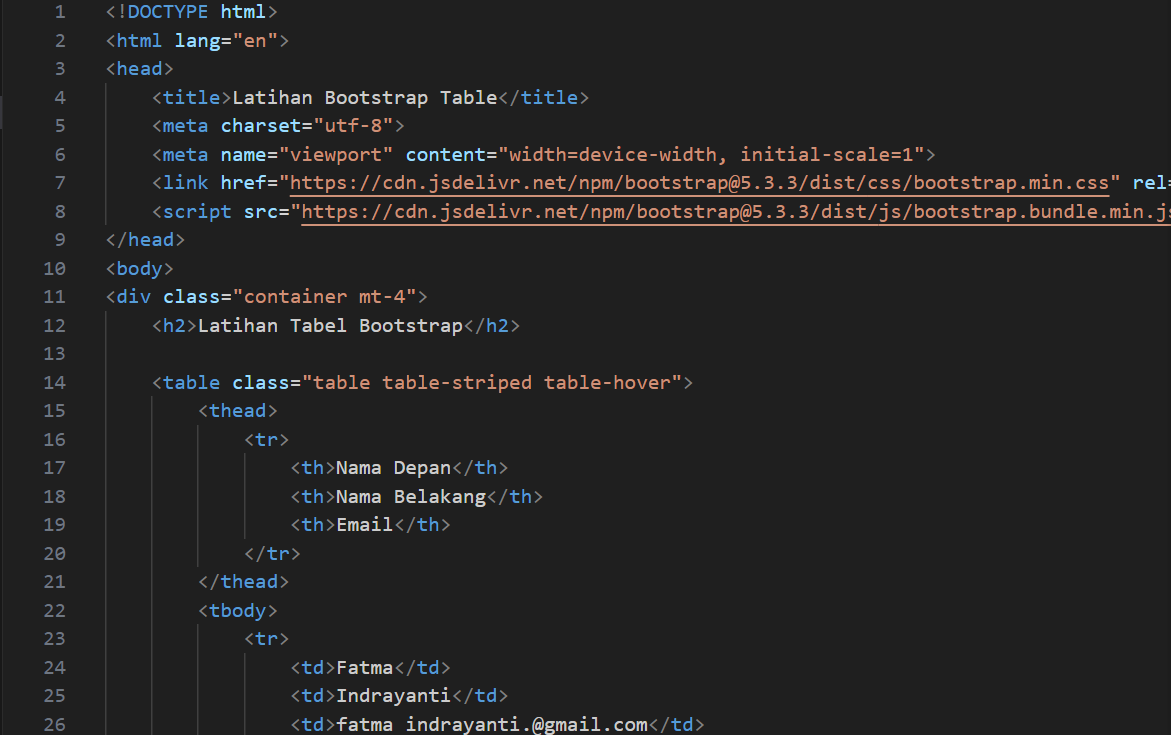 1 <!DOCTYPE html>
2 <html lang="en">
3 <head>
4 <title>Latihan Bootstrap Table</title>
5 <meta charset="utf-8">
6 <meta name="viewport" content="width=device-width, initial-scale=1">
7 <link href="https://cdn.jsdelivr.net/npm/bootstrap@5.3.3/dist/css/bootstrap.min.css" rel=
8 <script src="https://cdn.jsdelivr.net/npm/bootstrap@5.3.3/dist/js/bootstrap.bundle.min.js
9 </head>
10 <body>
11 <div class="container mt-4">
12 <h2>Latihan Tabel Bootstrap</h2>
13
14 <table class="table table-striped table-hover">
15 <thead>
16 <tr>
17 <th>Nama Depan</th>
18 <th>Nama Belakang</th>
19 <th>Email</th>
20 </tr>
21 </thead>
22 <tbody>
23 <tr>
24 <td>Fatma</td>
25 <td>Indrayanti</td>
26 <td>fatma indrayanti.@gmail.com</td>